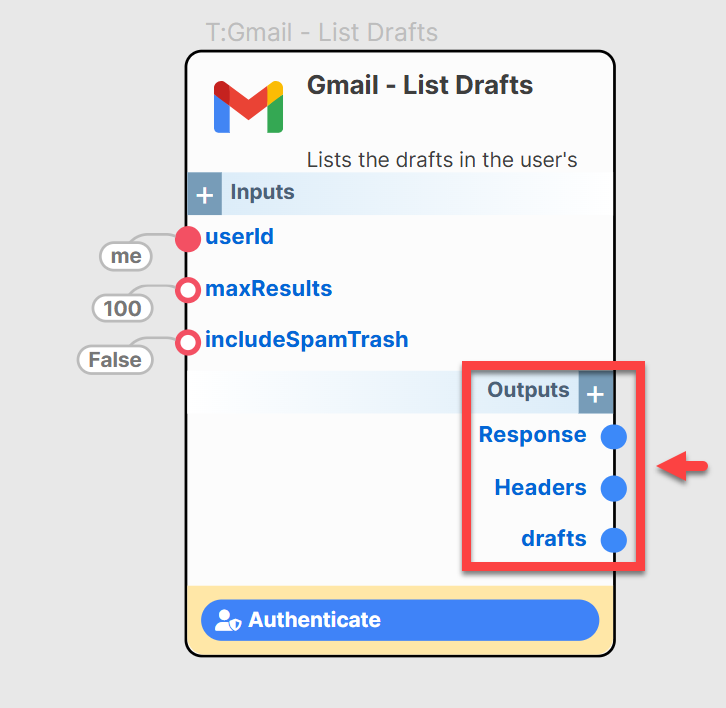 T:Gmail - List Drafts
Gmail - List Drafts
Lists the drafts in the user's
+ Inputs
userId
me
maxResults
100
includeSpamTrash
False
Outputs +
Response
Headers
drafts
Authenticate